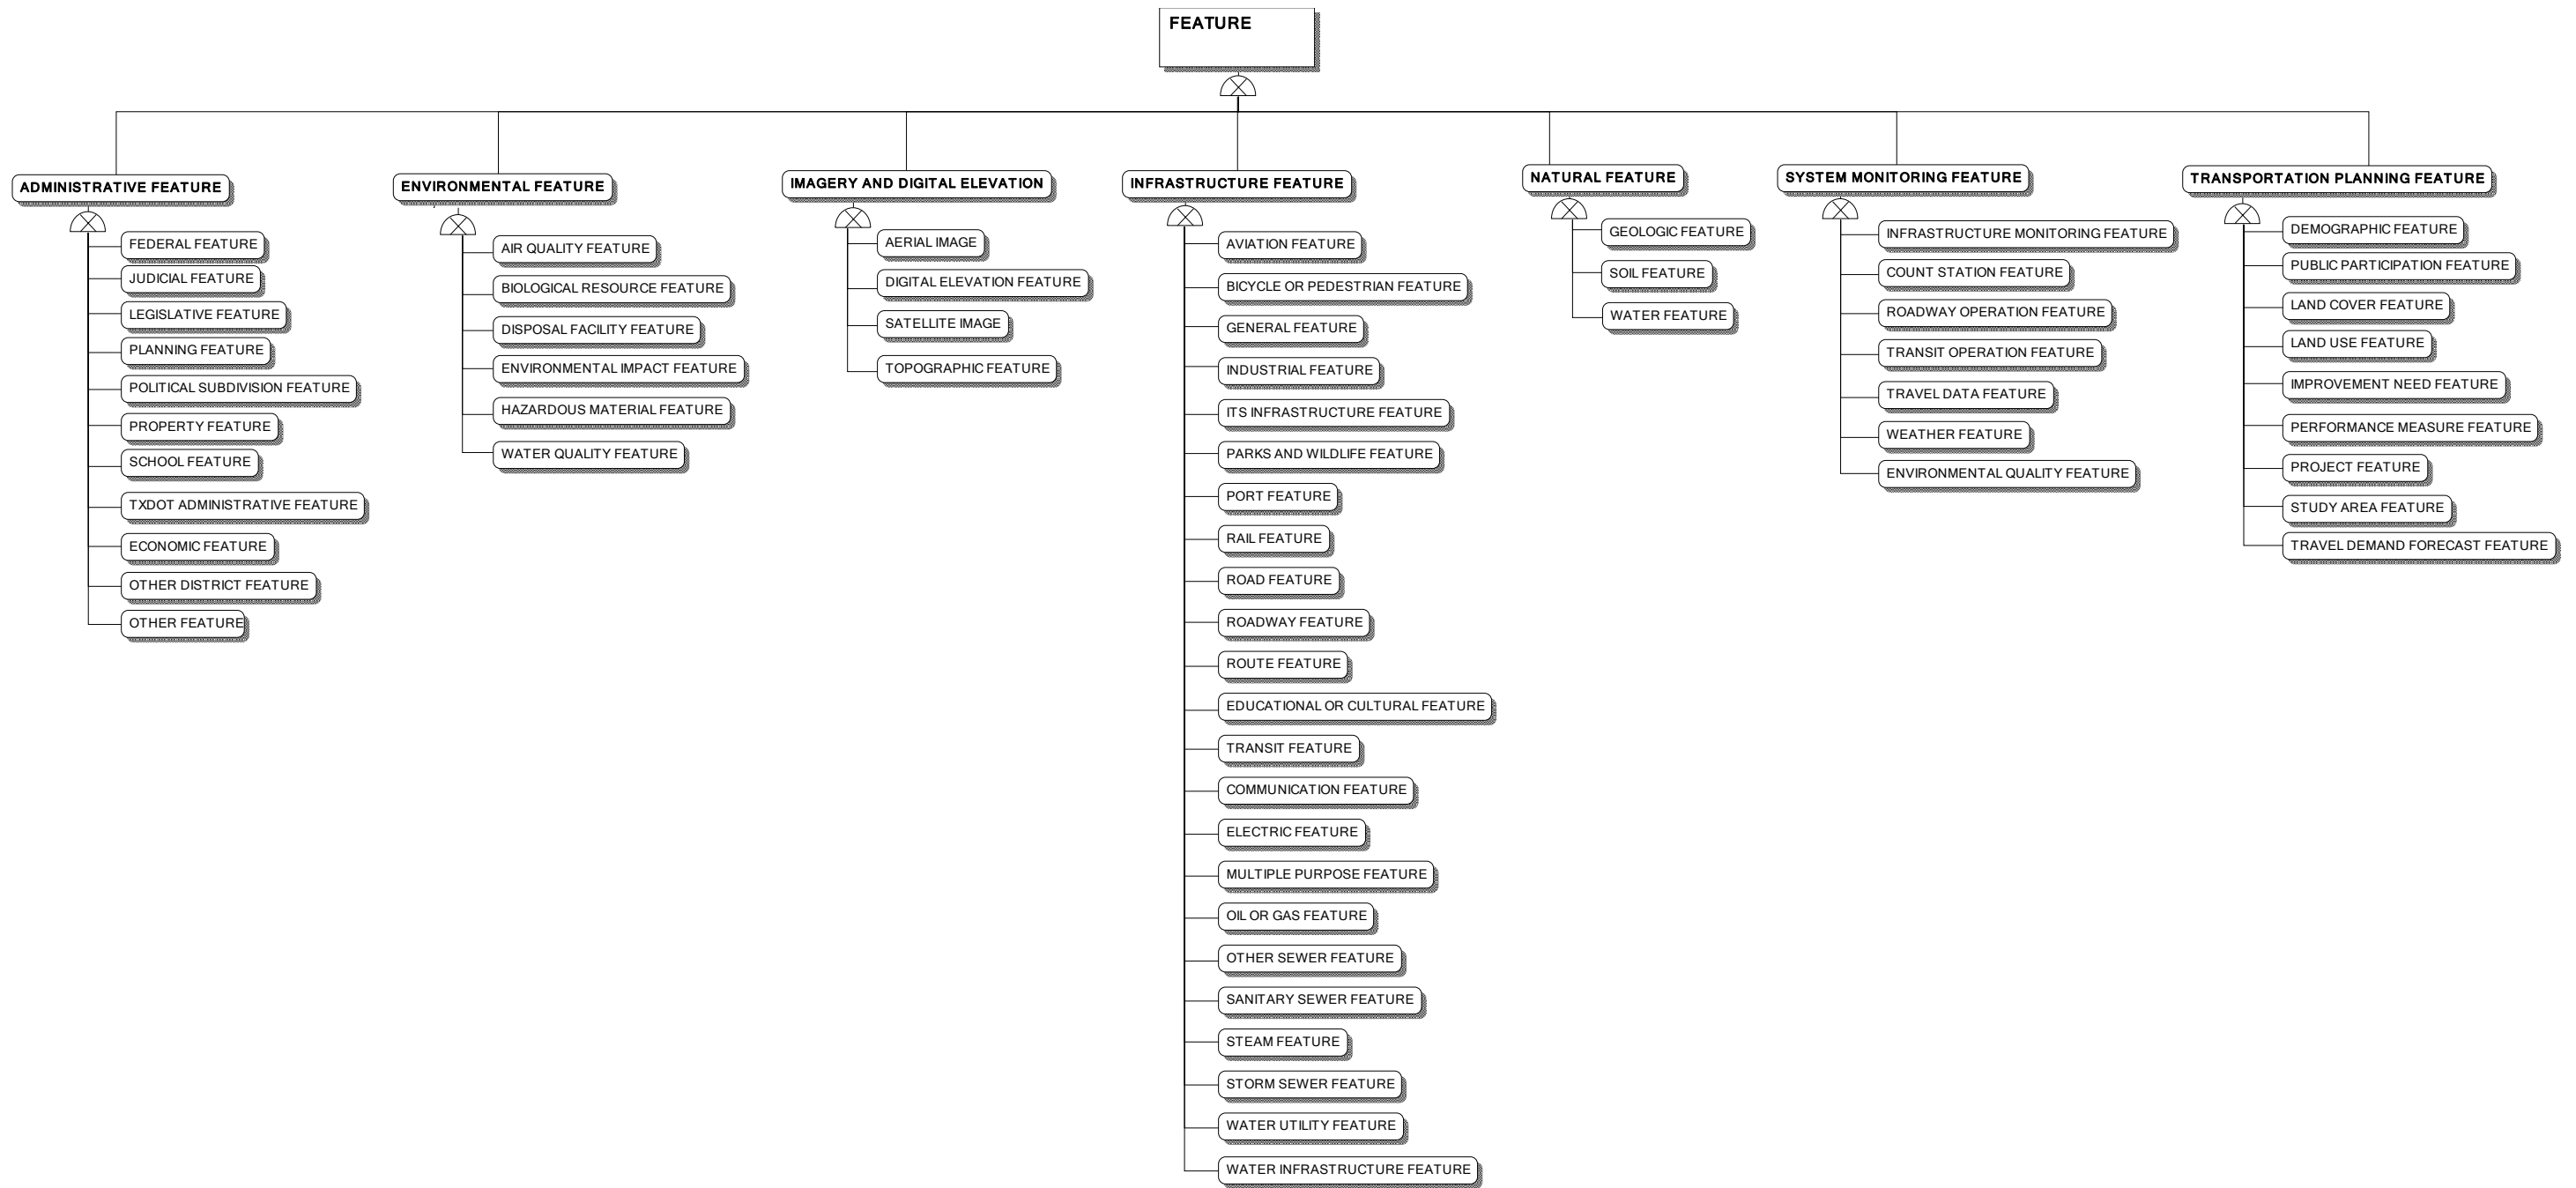 FEATURE
ADMINISTRATIVE FEATURE
FEDERAL FEATURE
JUDICIAL FEATURE
LEGISLATIVE FEATURE
PLANNING FEATURE
POLITICAL SUBDIVISION FEATURE
PROPERTY FEATURE
SCHOOL FEATURE
TXDOT ADMINISTRATIVE FEATURE
ECONOMIC FEATURE
OTHER DISTRICT FEATURE
OTHER FEATURE
ENVIRONMENTAL FEATURE
AIR QUALITY FEATURE
BIOLOGICAL RESOURCE FEATURE
DISPOSAL FACILITY FEATURE
ENVIRONMENTAL IMPACT FEATURE
HAZARDOUS MATERIAL FEATURE
WATER QUALITY FEATURE
IMAGERY AND DIGITAL ELEVATION
AERIAL IMAGE
DIGITAL ELEVATION FEATURE
SATELLITE IMAGE
TOPOGRAPHIC FEATURE
INFRASTRUCTURE FEATURE
AVIATION FEATURE
BICYCLE OR PEDESTRIAN FEATURE
GENERAL FEATURE
INDUSTRIAL FEATURE
ITS INFRASTRUCTURE FEATURE
PARKS AND WILDLIFE FEATURE
PORT FEATURE
RAIL FEATURE
ROAD FEATURE
ROADWAY FEATURE
ROUTE FEATURE
EDUCATIONAL OR CULTURAL FEATURE
TRANSIT FEATURE
COMMUNICATION FEATURE
ELECTRIC FEATURE
MULTIPLE PURPOSE FEATURE
OIL OR GAS FEATURE
OTHER SEWER FEATURE
SANITARY SEWER FEATURE
STEAM FEATURE
STORM SEWER FEATURE
WATER UTILITY FEATURE
WATER INFRASTRUCTURE FEATURE
NATURAL FEATURE
GEOLOGIC FEATURE
SOIL FEATURE
WATER FEATURE
SYSTEM MONITORING FEATURE
INFRASTRUCTURE MONITORING FEATURE
COUNT STATION FEATURE
ROADWAY OPERATION FEATURE
TRANSIT OPERATION FEATURE
TRAVEL DATA FEATURE
WEATHER FEATURE
ENVIRONMENTAL QUALITY FEATURE
TRANSPORTATION PLANNING FEATURE
DEMOGRAPHIC FEATURE
PUBLIC PARTICIPATION FEATURE
LAND COVER FEATURE
LAND USE FEATURE
IMPROVEMENT NEED FEATURE
PERFORMANCE MEASURE FEATURE
PROJECT FEATURE
STUDY AREA FEATURE
TRAVEL DEMAND FORECAST FEATURE